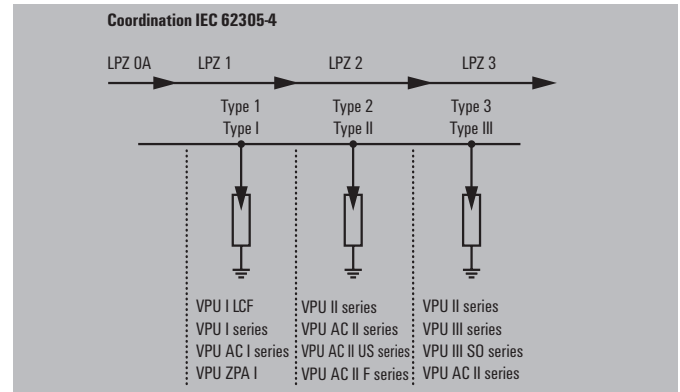 Coordination IEC 62305-4
LPZ 0A LPZ 1 LPZ 2 LPZ 3
Type 1 Type 2 Type 3
Type I Type II Type III
VPU I LCF VPU II series VPU II series
VPU I series VPU AC II series VPU III series
VPU AC I series VPU AC II US series VPU III SO series
VPU ZPA I VPU AC II F series VPU AC II series